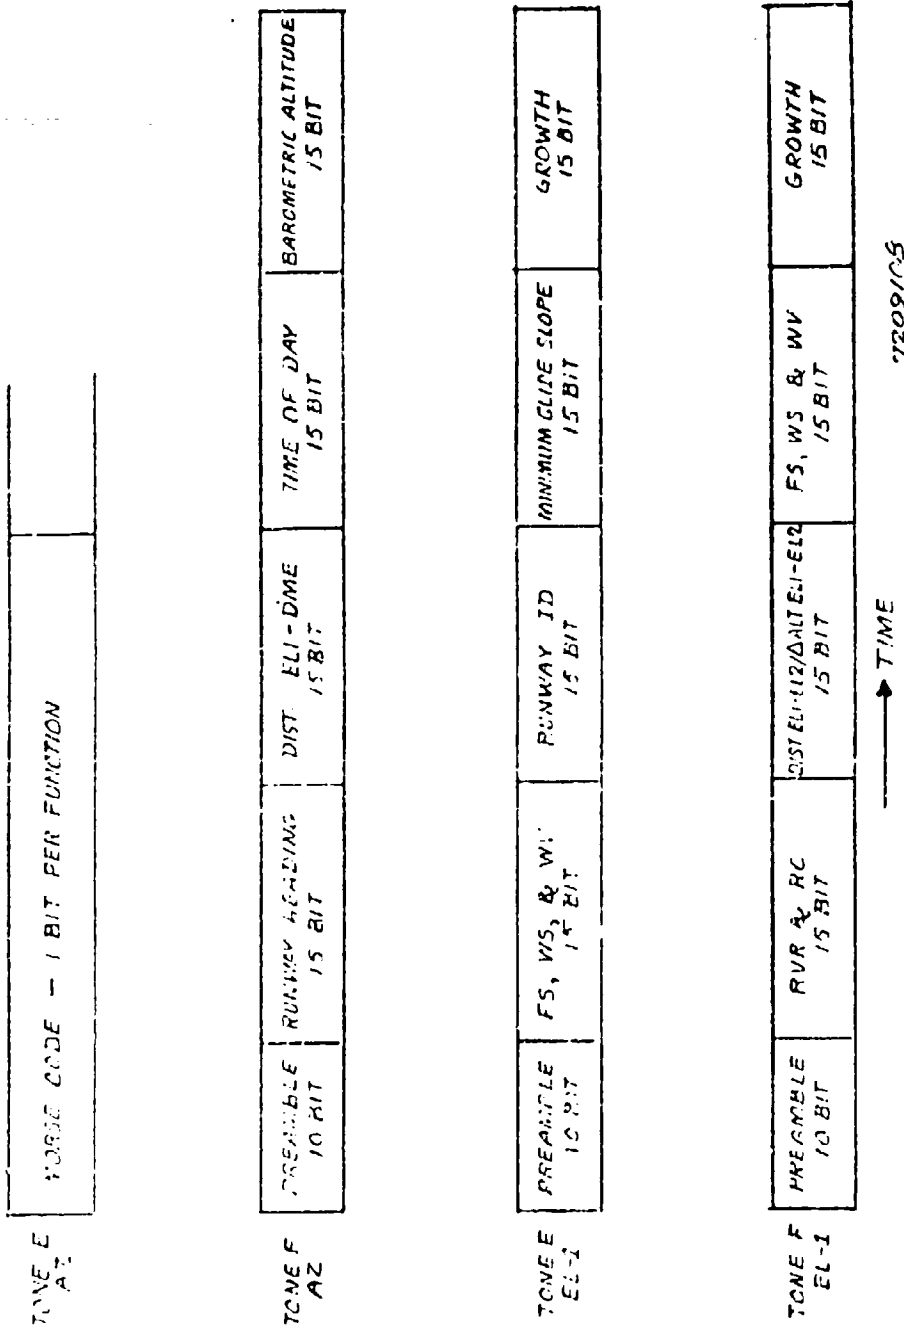 TONE E
AZ
MORSE CODE — 1 BIT PER FUNCTION
TONE F
AZ
PREAMBLE
10 BIT
RUNWAY HEADING
15 BIT
DIST. EL1-DME
15 BIT
TIME OF DAY
15 BIT
BAROMETRIC ALTITUDE
15 BIT
TONE E
EL-1
PREAMBLE
10 BIT
FS, WS, & WV
15 BIT
RUNWAY ID
15 BIT
MINIMUM GLIDE SLOPE
15 BIT
GROWTH
15 BIT
TONE F
EL-1
PREAMBLE
10 BIT
RVR & RC
15 BIT
DIST EL1-EL2/ΔALT EL1-EL2
15 BIT
FS, WS & WV
15 BIT
GROWTH
15 BIT
→ TIME